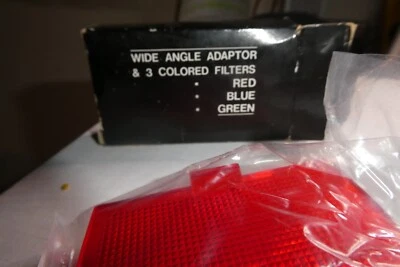 WIDE ANGLE ADAPTOR
& 3 COLORED FILTERS
• RED
• BLUE
• GREEN